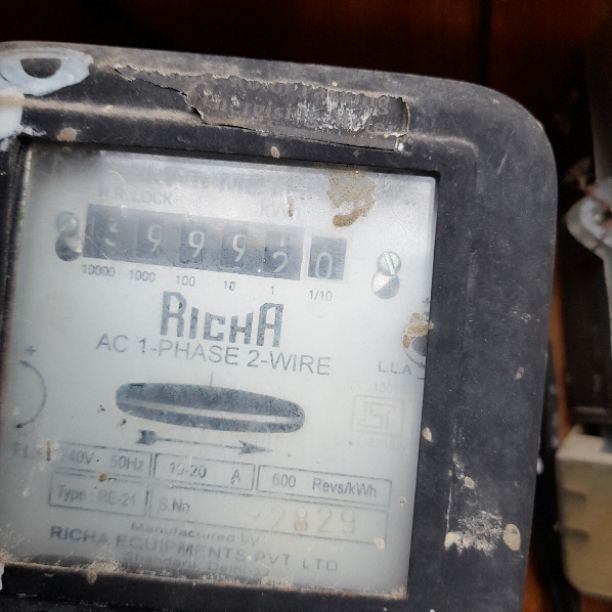 LOCK
9 9 9 2 0
10000 1000 100 10 1 1/10
RICHA
AC 1-PHASE 2-WIRE
L.L.A
240V 50Hz 10-20 A 600 Revs/kWh
Type RE-21 S.No 2829
Manufactured by
RICHA EQUIPMENTS PVT LTD